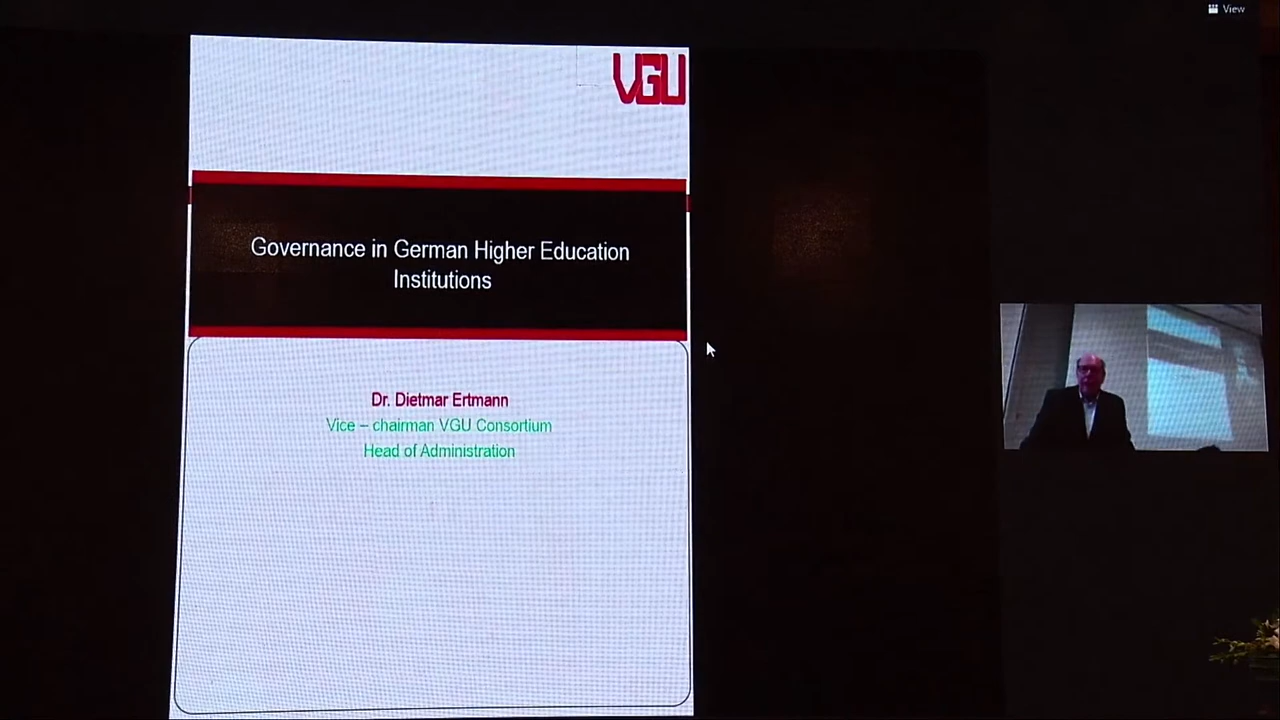 View
VGU
Governance in German Higher Education
Institutions
Dr. Dietmar Ertmann
Vice – chairman VGU Consortium
Head of Administration